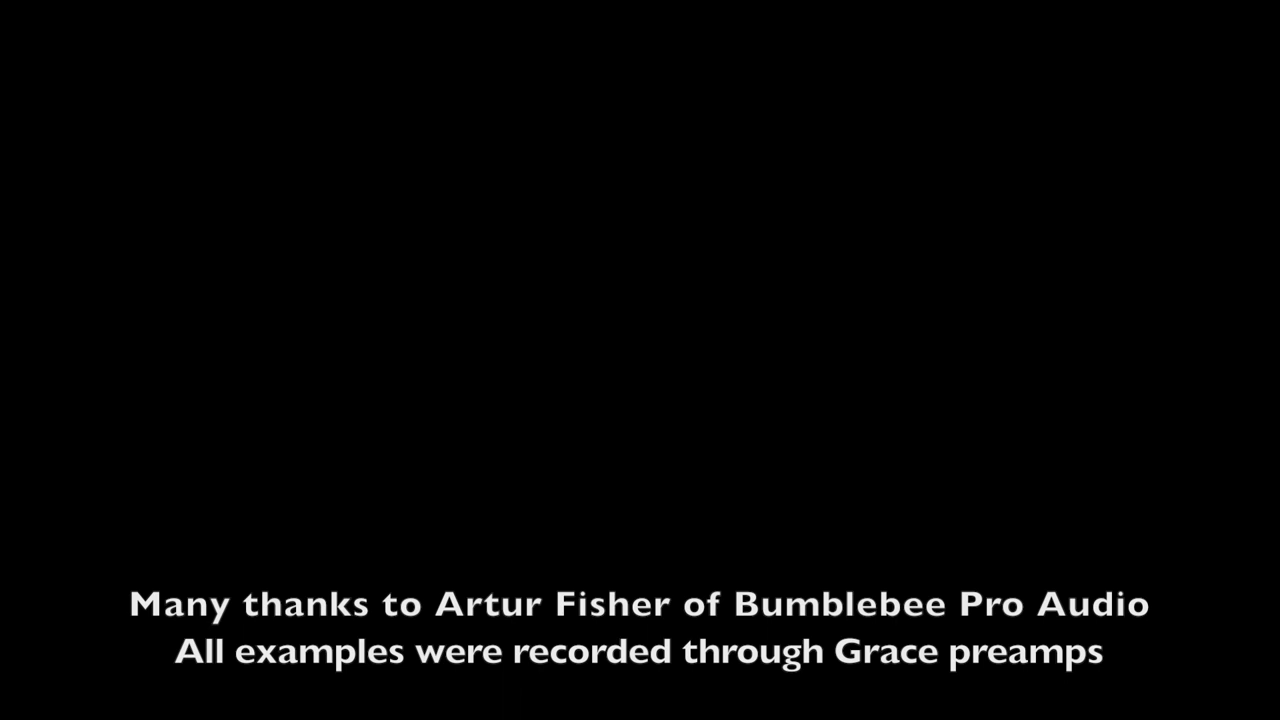 Many thanks to Artur Fisher of Bumblebee Pro Audio
All examples were recorded through Grace preamps